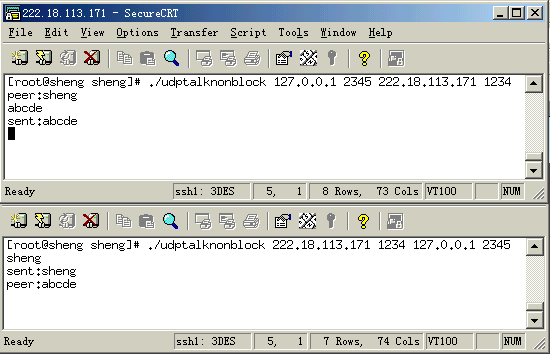 222.18.113.171 - SecureCRT
File Edit View Options Transfer Script Tools Window Help
[root@sheng sheng]# ./udptalknonblock 127.0.0.1 2345 222.18.113.171 1234
peer:sheng
abcde
sent:abcde
Ready ssh1: 3DES 5, 1 8 Rows, 73 Cols VT100 NUM
[root@sheng sheng]# ./udptalknonblock 222.18.113.171 1234 127.0.0.1 2345
sheng
sent:sheng
peer:abcde
Ready ssh1: 3DES 5, 1 7 Rows, 74 Cols VT100 NUM